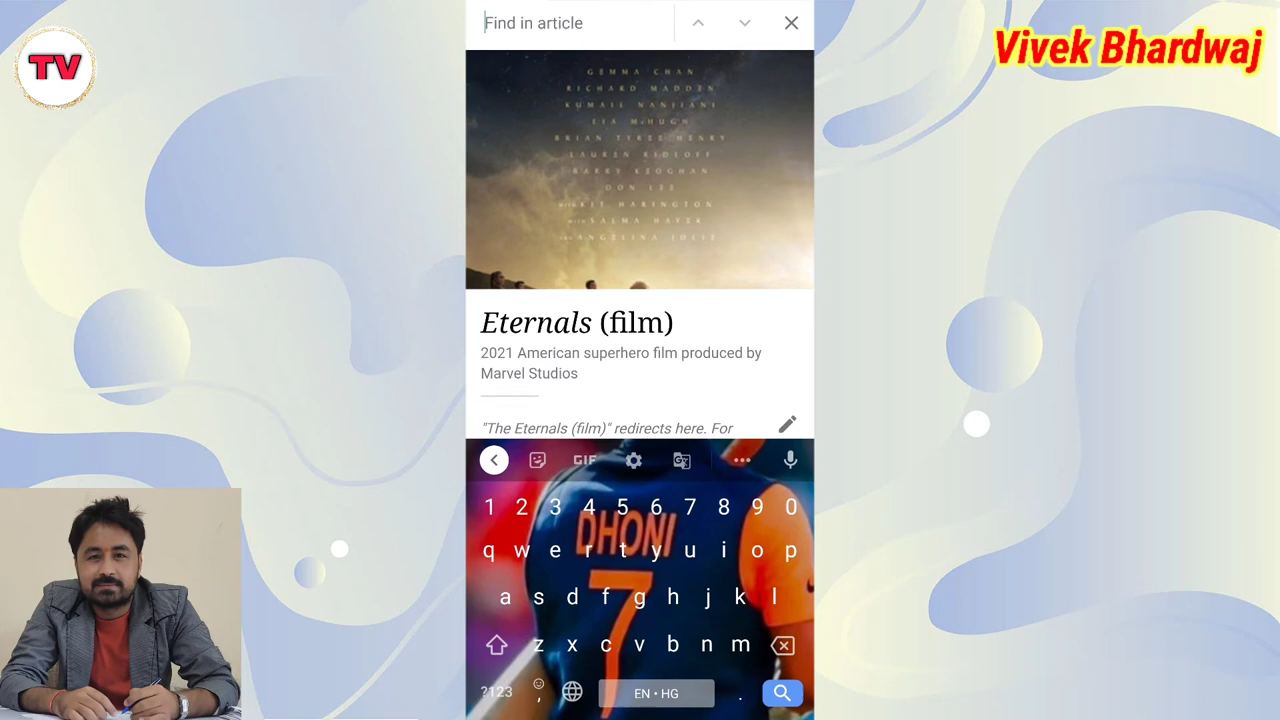 TV
Vivek Bhardwaj
Find in article
GEMMA CHAN
RICHARD MADDEN
KUMAIL NANJIANI
LIA McHUGH
BRIAN TYREE HENRY
LAUREN RIDLOFF
BARRY KEOGHAN
DON LEE
WITH KIT HARINGTON
WITH SALMA HAYEK
AND ANGELINA JOLIE
Eternals (film)
2021 American superhero film produced by
Marvel Studios
"The Eternals (film)" redirects here. For
GIF
1 2 3 4 5 6 7 8 9 0
DHONI
q w e r t y u i o p
7
a s d f g h j k l
z x c v b n m
?123 , EN • HG .